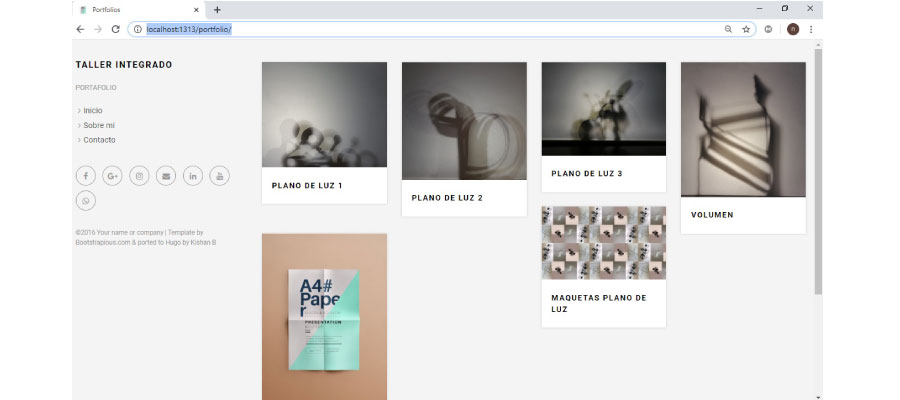 Portfolios
localhost:1313/portfolio/
n
TALLER INTEGRADO
PORTAFOLIO
Inicio
Sobre mi
Contacto
©2016 Your name or company | Template by
Bootstrapious.com & ported to Hugo by Kishan B
PLANO DE LUZ 1
PLANO DE LUZ 2
PLANO DE LUZ 3
VOLUMEN
MAQUETAS PLANO DE
LUZ
A4#
Pape
r
PRESENTATION